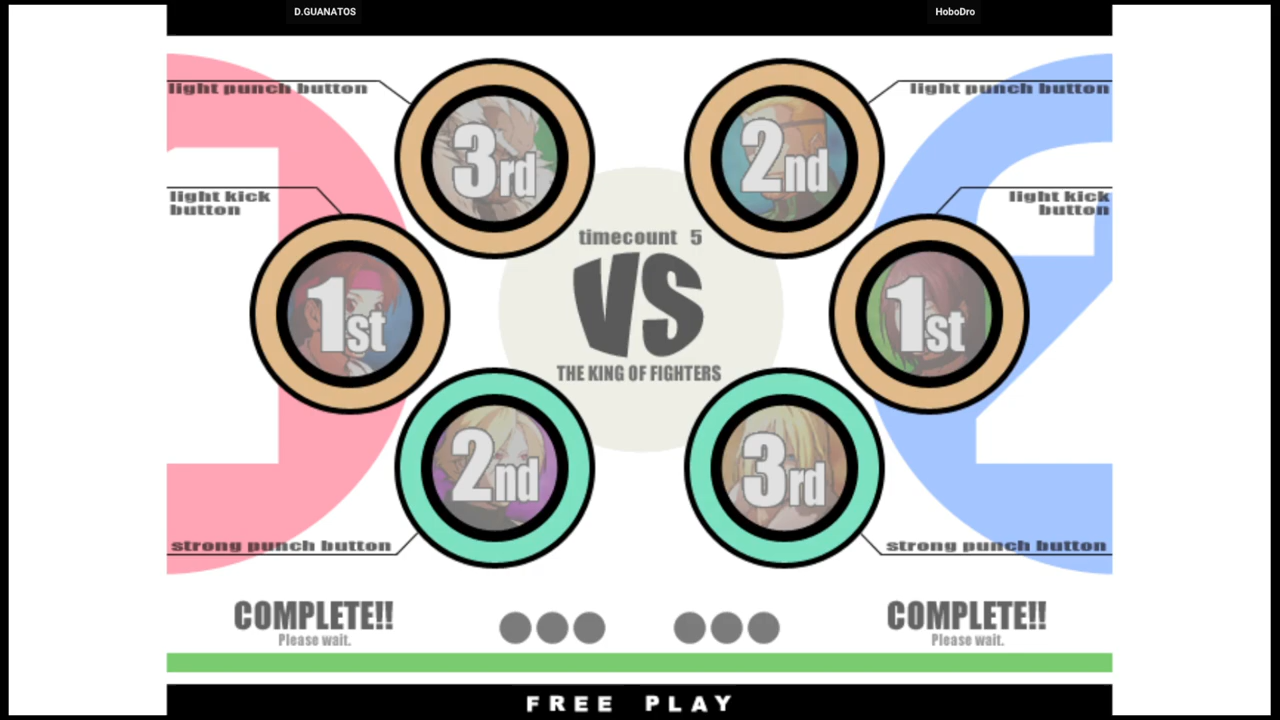 D.GUANATOS
HoboDro
light punch button
light punch button
3rd
2nd
light kick
button
light kick
button
timecount 5
VS
THE KING OF FIGHTERS
1st
1st
2nd
3rd
strong punch button
strong punch button
COMPLETE!!
Please wait.
COMPLETE!!
Please wait.
FREE PLAY